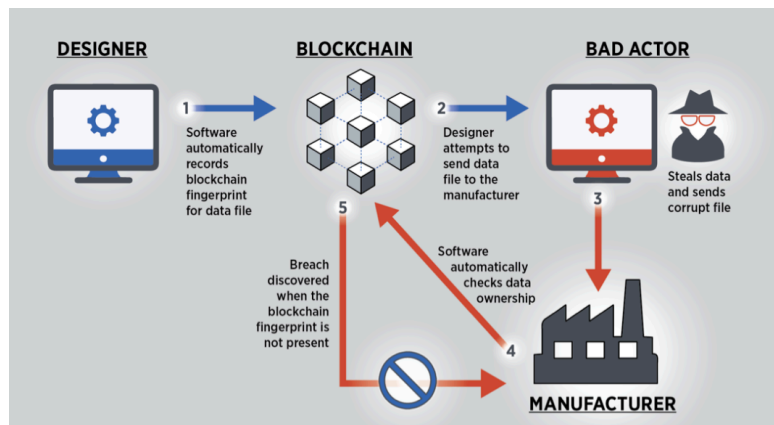 DESIGNER
BLOCKCHAIN
BAD ACTOR
1
Software
automatically
records
blockchain
fingerprint
for data file
2
Designer
attempts to
send data
file to the
manufacturer
Steals data
and sends
corrupt file
3
5
Breach
discovered
when the
blockchain
fingerprint is
not present
Software
automatically
checks data
ownership
4
MANUFACTURER